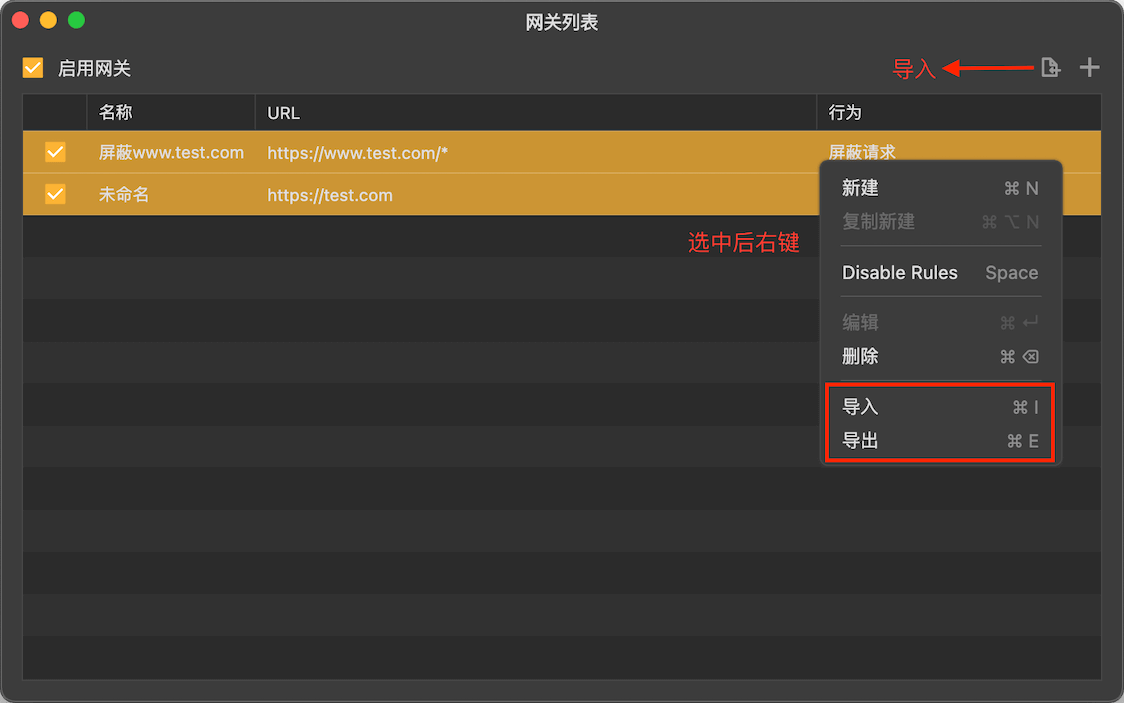 网关列表
启用网关
导入
名称 URL 行为
屏蔽www.test.com https://www.test.com/* 屏蔽请求
未命名 https://test.com
选中后右键
新建 ⌘ N
复制新建 ⌘ ⌥ N
Disable Rules Space
编辑 ⌘ ↩
删除 ⌘ ⌫
导入 ⌘ I
导出 ⌘ E